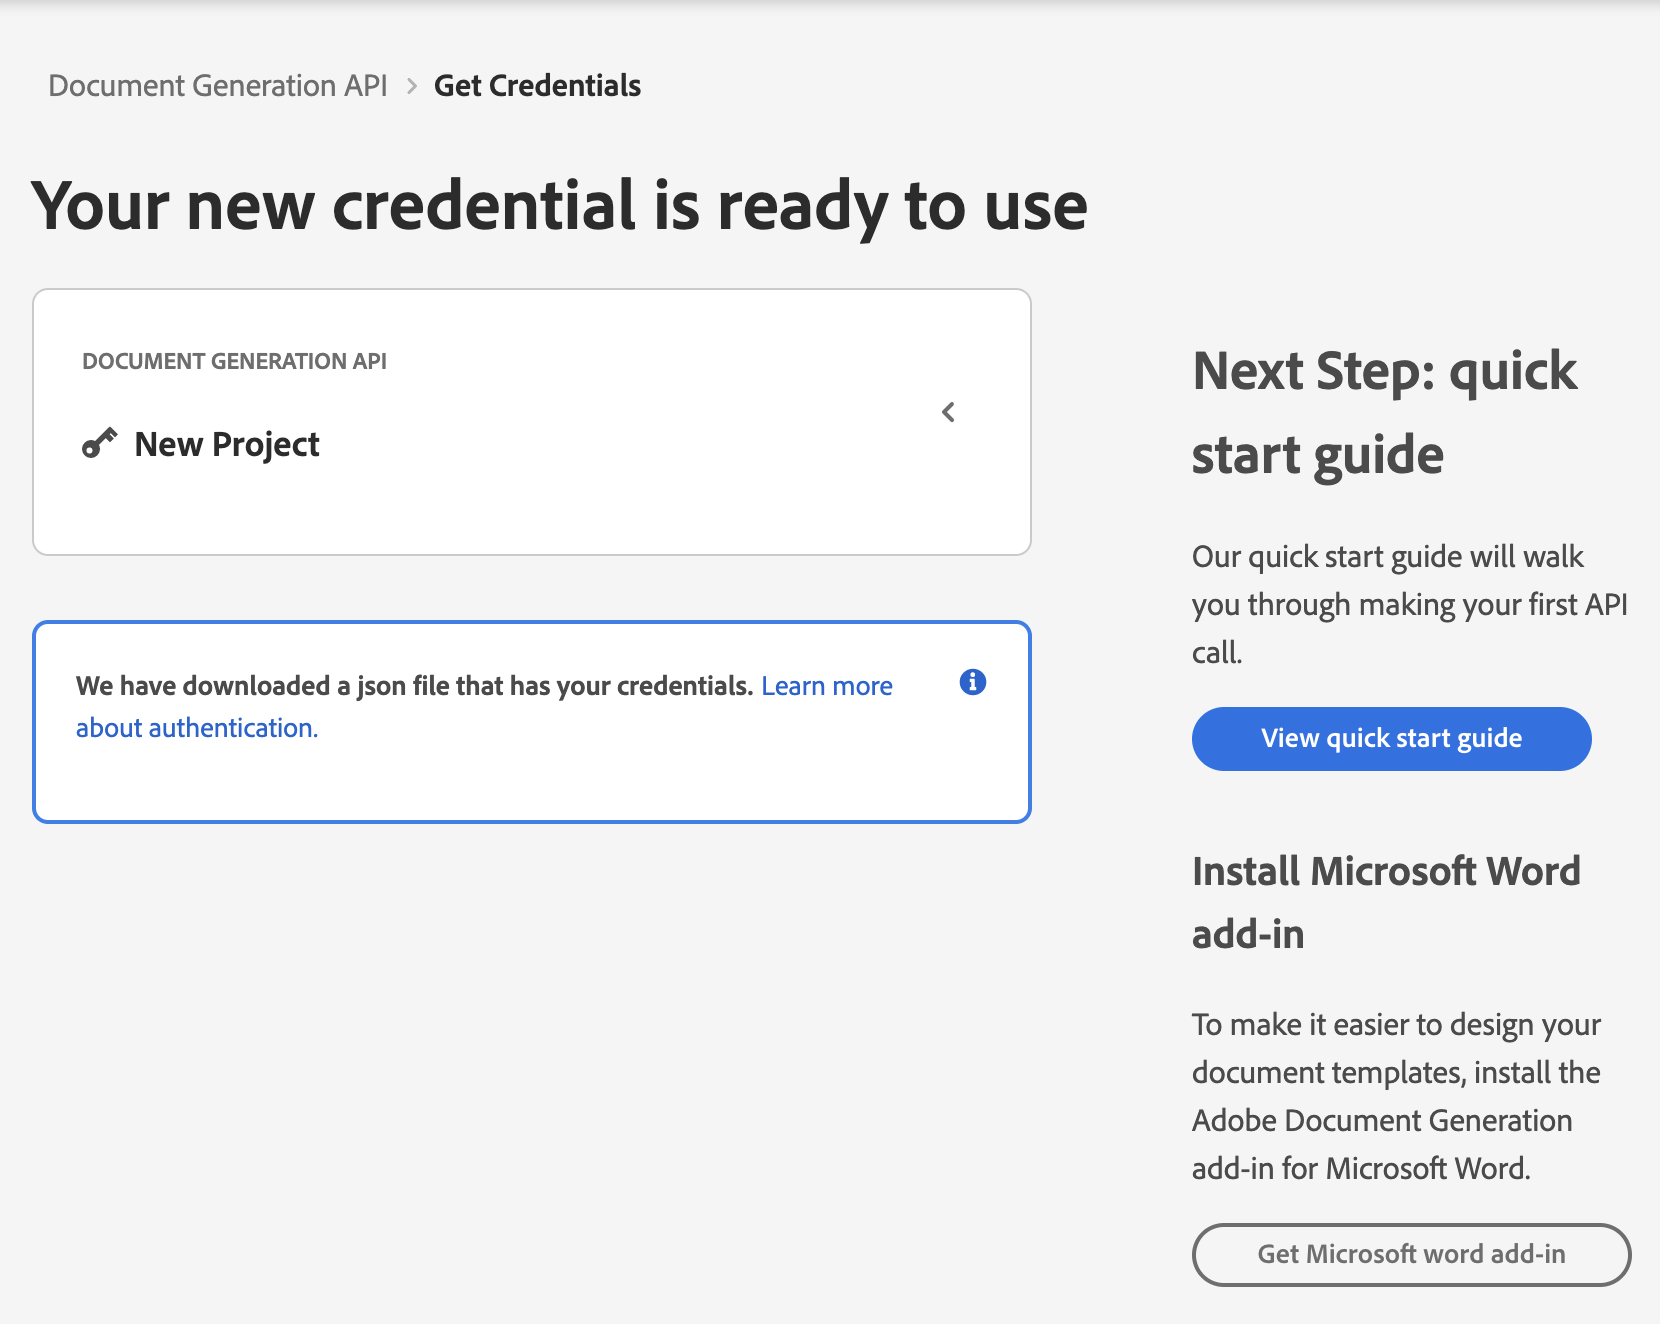 Document Generation API > Get Credentials
Your new credential is ready to use
DOCUMENT GENERATION API
New Project
We have downloaded a json file that has your credentials. Learn more
about authentication.
Next Step: quick
start guide
Our quick start guide will walk
you through making your first API
call.
View quick start guide
Install Microsoft Word
add-in
To make it easier to design your
document templates, install the
Adobe Document Generation
add-in for Microsoft Word.
Get Microsoft word add-in